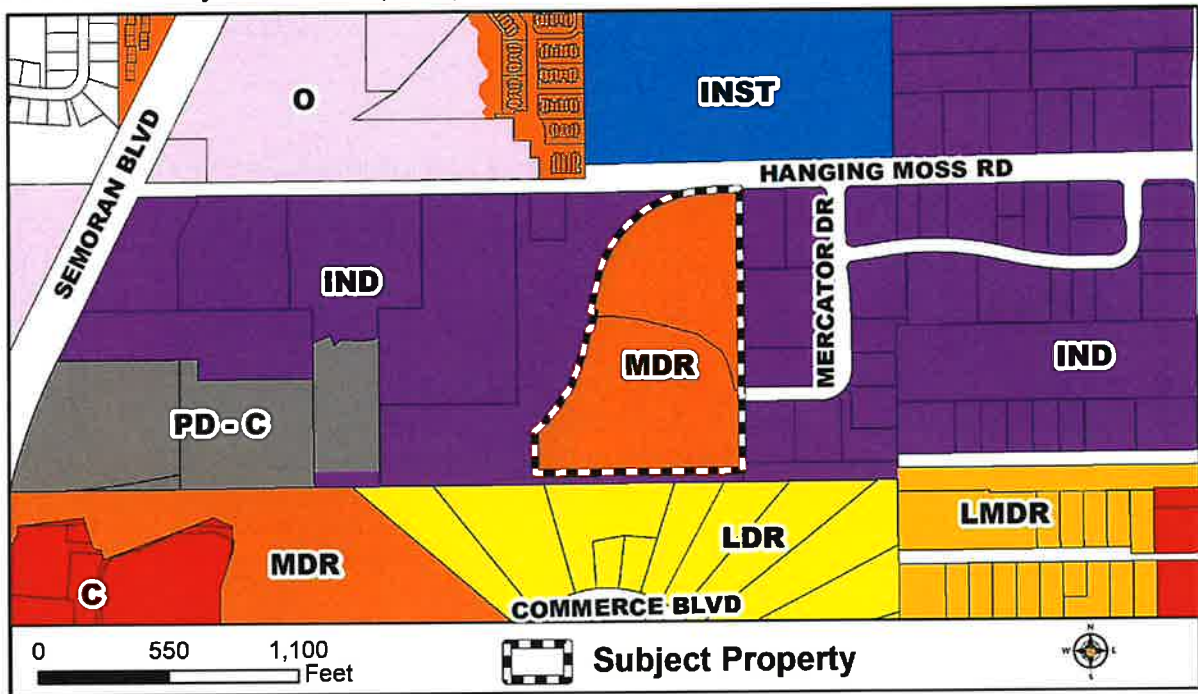 O
INST
SEMORAN BLVD
HANGING MOSS RD
MERCATOR DR
IND
MDR
IND
PD - C
LMDR
LDR
MDR
C
COMMERCE BLVD
0 550 1,100
Feet
Subject Property
N
W E
S